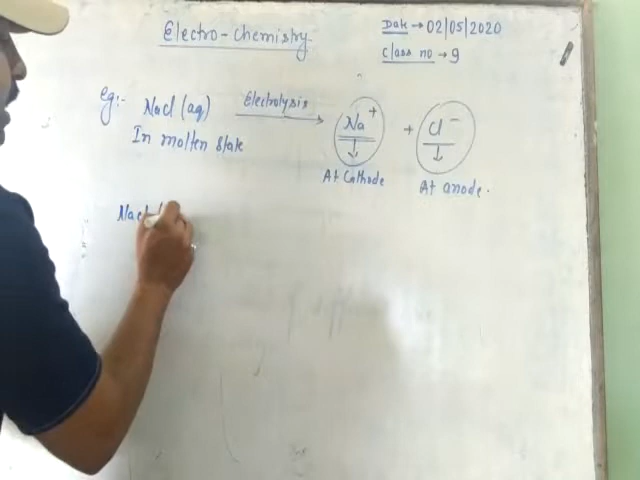 Electro-chemistry.
Date → 02/05/2020
Class no → 9
Eg:- Nacl (aq) Electrolysis → Na+ + Cl-
In molten state
At Cathode At anode.
Nacl (